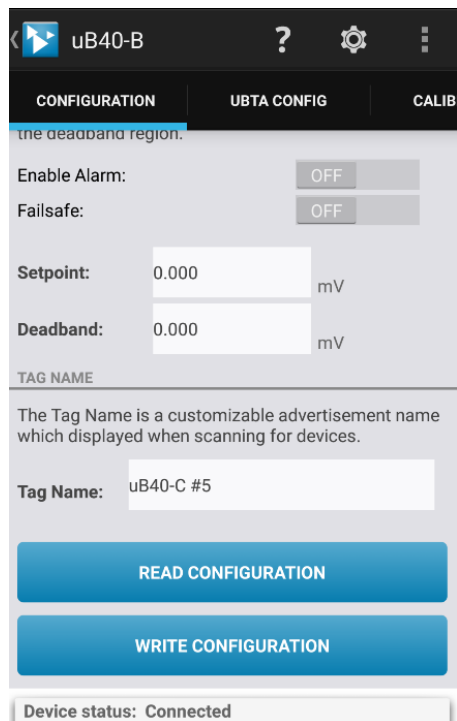 uB40-B ?
CONFIGURATION UBTA CONFIG CALIB
the deadband region.
Enable Alarm: OFF
Failsafe: OFF
Setpoint: 0.000 mV
Deadband: 0.000 mV
TAG NAME
The Tag Name is a customizable advertisement name
which displayed when scanning for devices.
Tag Name: uB40-C #5
READ CONFIGURATION
WRITE CONFIGURATION
Device status: Connected